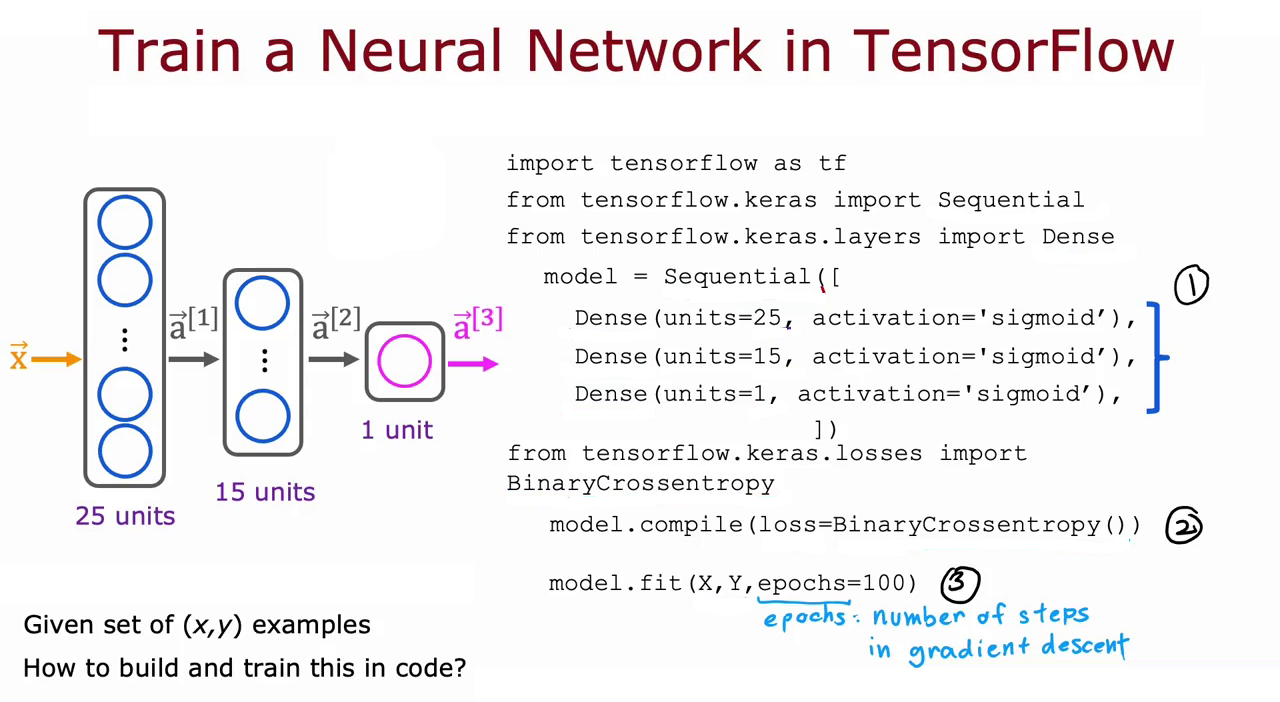 Train a Neural Network in TensorFlow
x⃗
a⃗[1]
a⃗[2]
a⃗[3]
25 units
15 units
1 unit
import tensorflow as tf
from tensorflow.keras import Sequential
from tensorflow.keras.layers import Dense
model = Sequential([
Dense(units=25, activation='sigmoid’),
Dense(units=15, activation='sigmoid’),
Dense(units=1, activation='sigmoid’),
])
①
from tensorflow.keras.losses import
BinaryCrossentropy
model.compile(loss=BinaryCrossentropy()) ②
model.fit(X,Y,epochs=100) ③
epochs: number of steps
in gradient descent
Given set of (x,y) examples
How to build and train this in code?